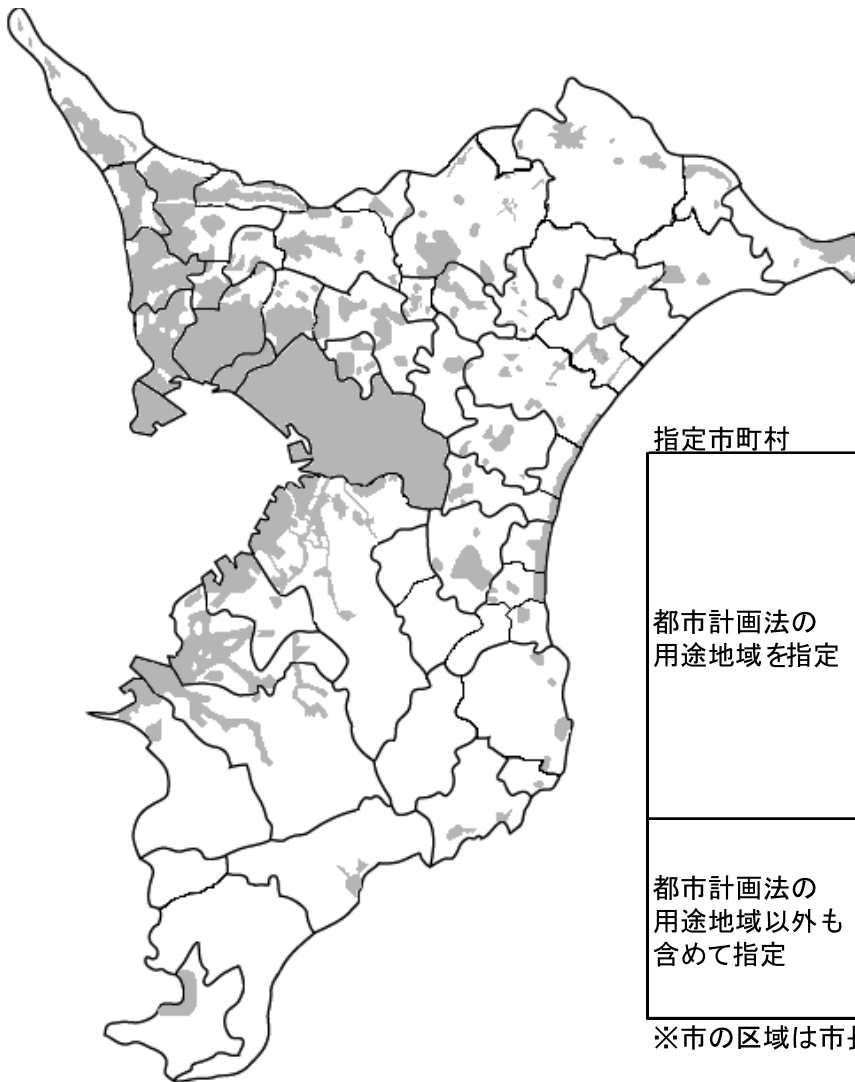 指定市町村
都市計画法の
用途地域を指定
都市計画法の
用途地域以外も
含めて指定
※市の区域は市長